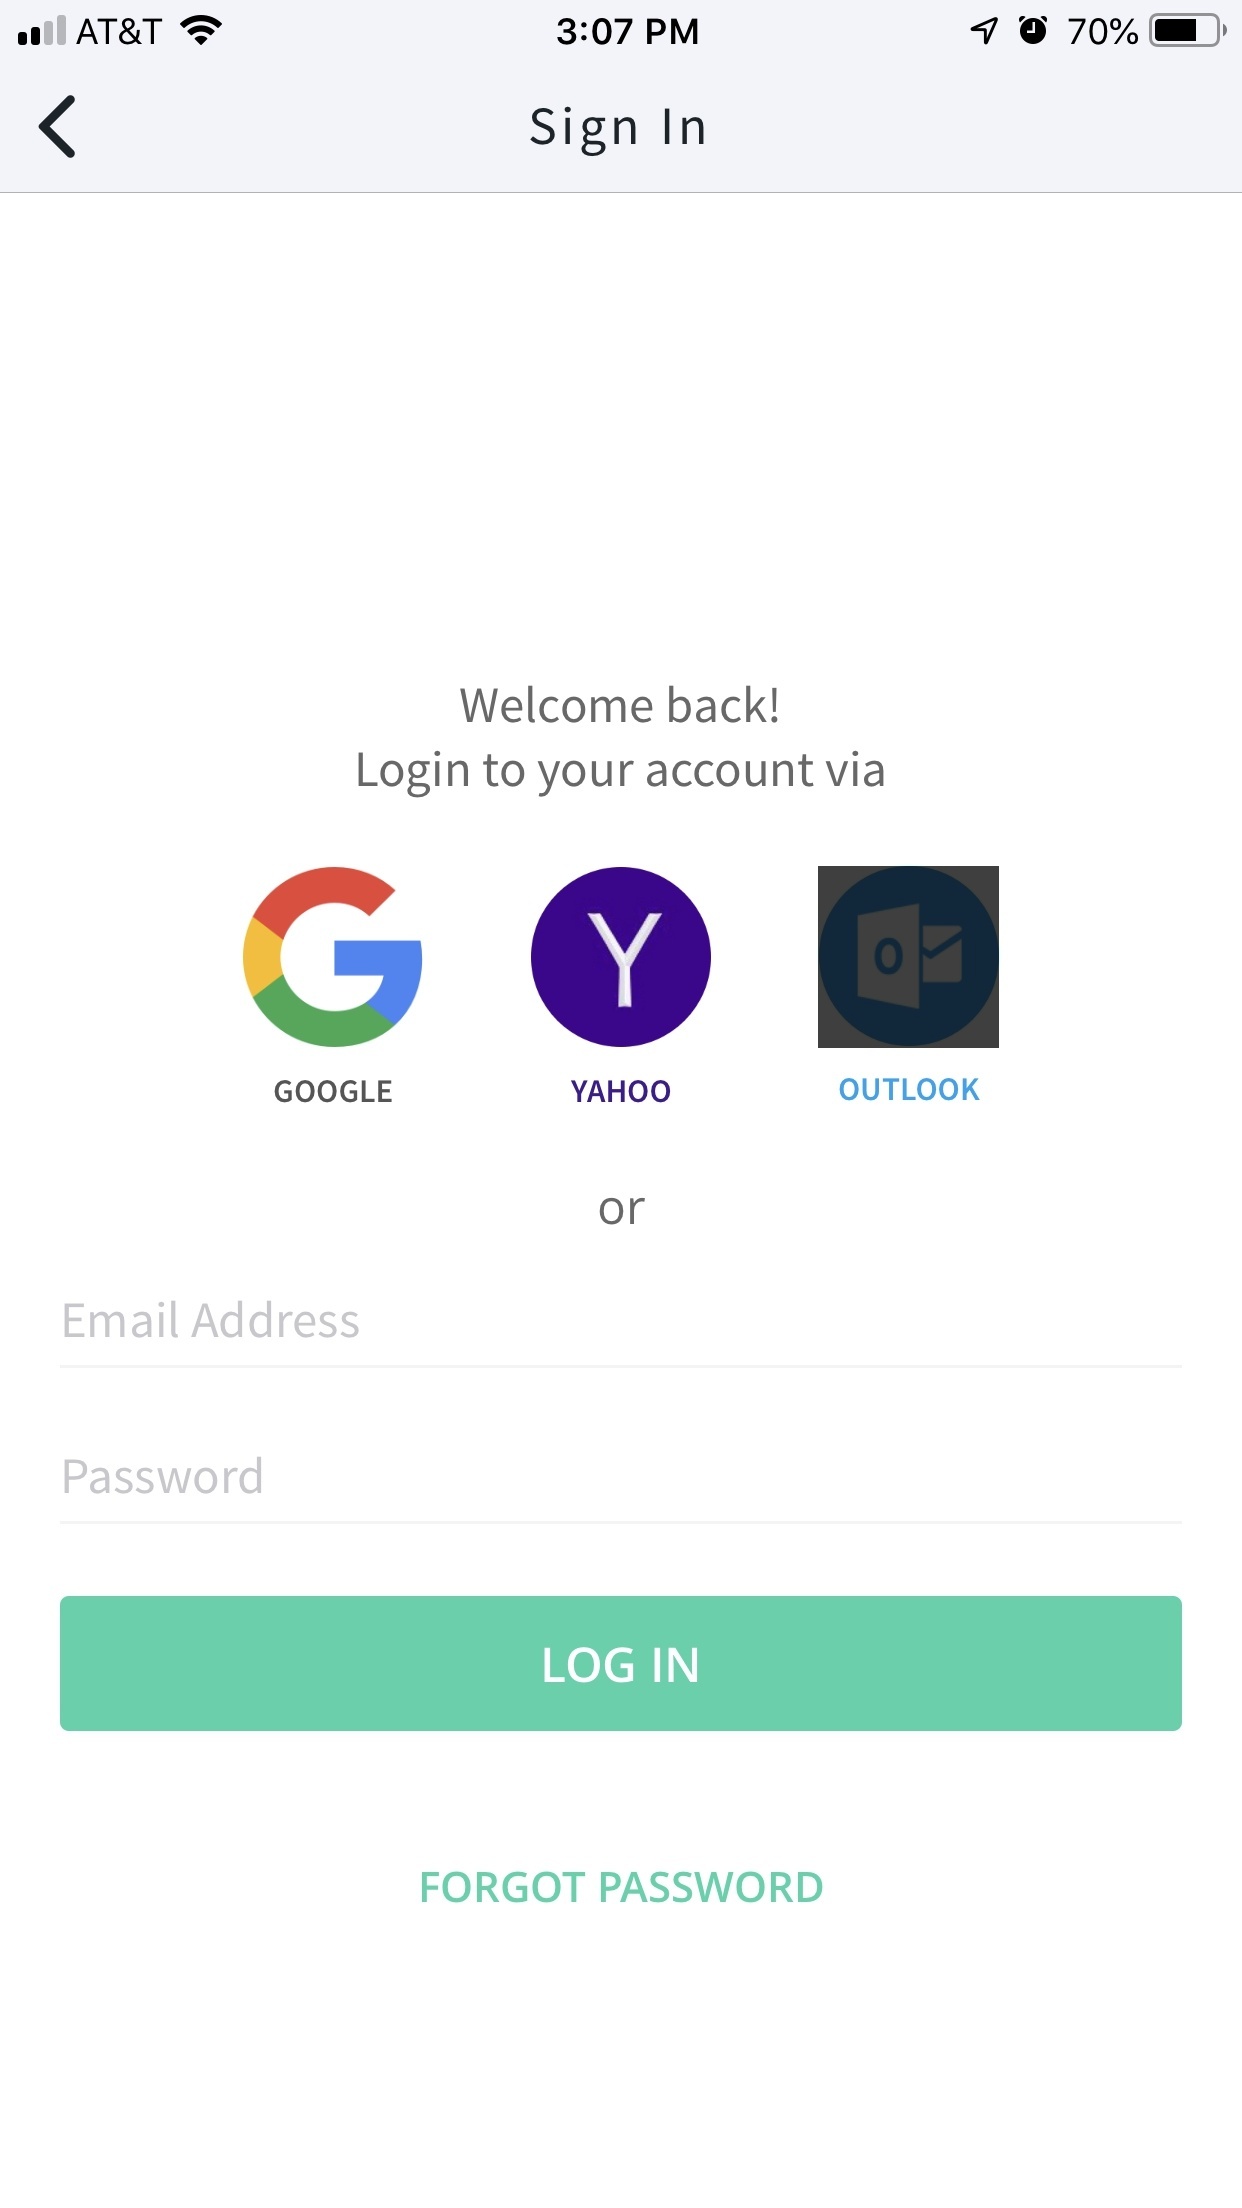 AT&T 3:07 PM 70%
Sign In
Welcome back!
Login to your account via
GOOGLE YAHOO OUTLOOK
or
Email Address
Password
LOG IN
FORGOT PASSWORD